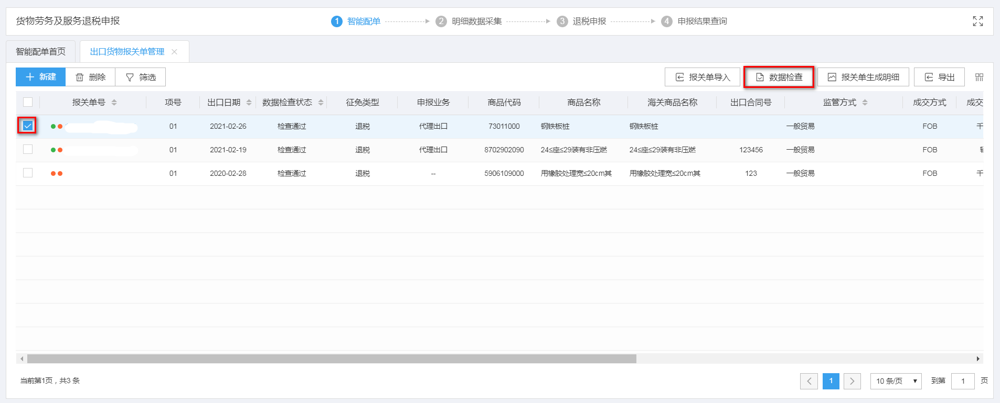 货物劳务及服务退税申报
1 智能配单 2 明细数据采集 3 退税申报 4 申报结果查询
智能配单首页 出口货物报关单管理
新建 删除 筛选 报关单导入 数据检查 报关单生成明细 导出
报关单号 项号 出口日期 数据检查状态 征免类型 申报业务 商品代码 商品名称 海关商品名称 出口合同号 监管方式 成交方式 成交
01 2021-02-26 检查通过 退税 代理出口 73011000 钢铁板桩 钢铁板桩 一般贸易 FOB 千
01 2021-02-19 检查通过 退税 代理出口 8702902090 24≤座≤29装有非压燃 24≤座≤29装有非压燃 123456 一般贸易 FOB
01 2020-02-28 检查通过 退税 -- 5906109000 用橡胶处理宽≤20cm其 用橡胶处理宽≤20cm其 123 一般贸易 FOB 千
当前第1页，共3 条 1 10 条/页 到第 1 页